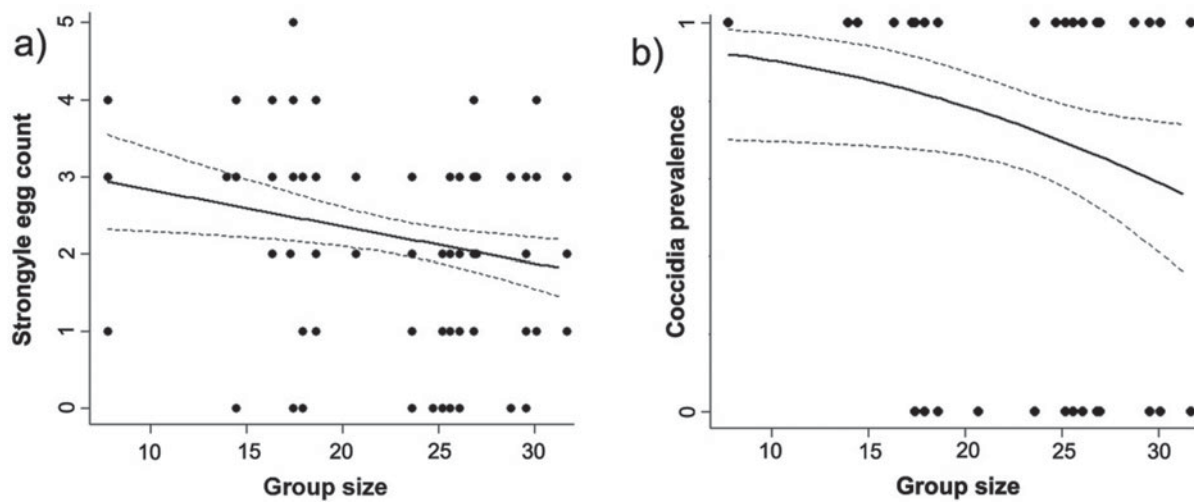 a)
Strongyle egg count
5
4
3
2
1
0
10 15 20 25 30
Group size
b)
Coccidia prevalence
1
0
10 15 20 25 30
Group size